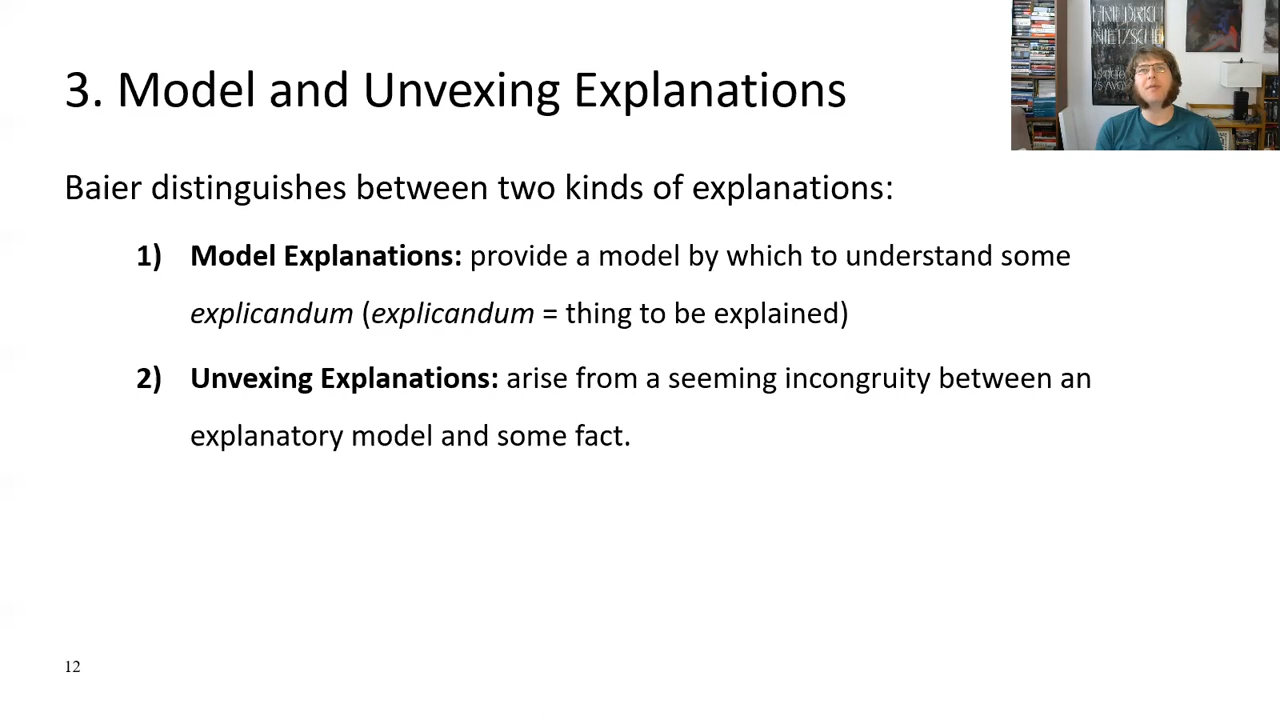 3. Model and Unvexing Explanations
Baier distinguishes between two kinds of explanations:
1) Model Explanations: provide a model by which to understand some
explicandum (explicandum = thing to be explained)
2) Unvexing Explanations: arise from a seeming incongruity between an
explanatory model and some fact.
12
NIETZSCHE